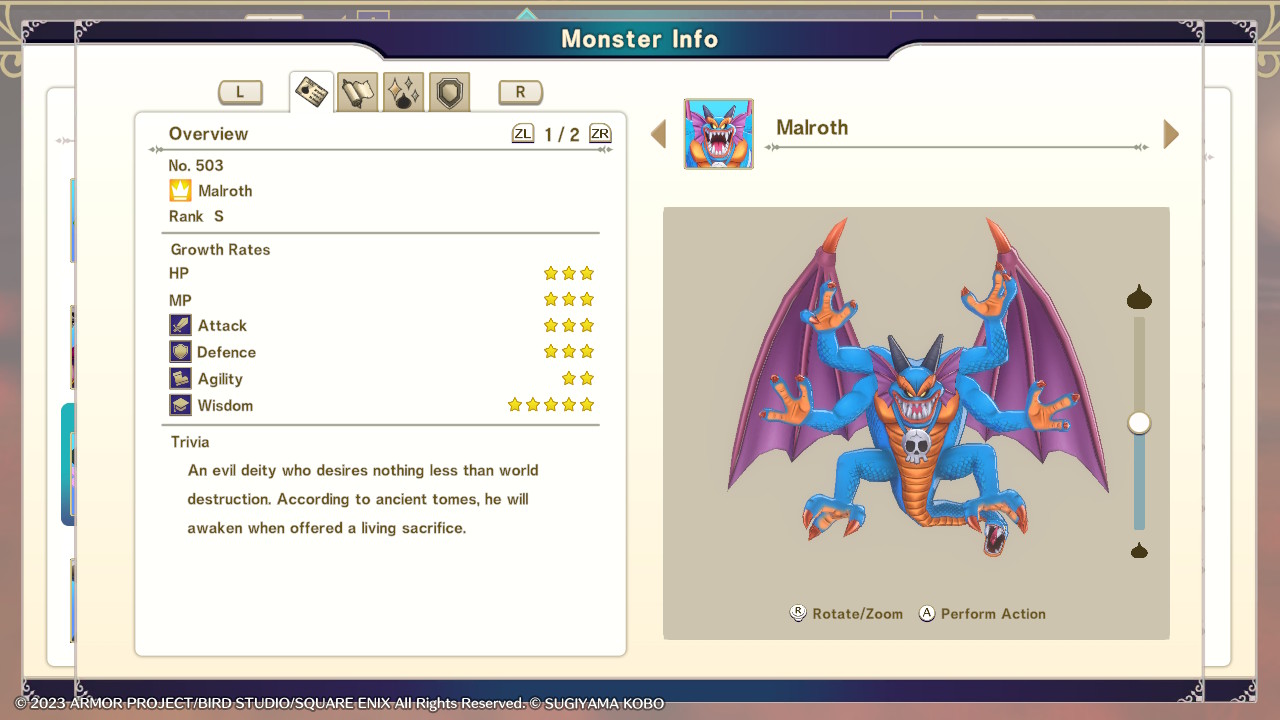 Monster Info
L
R
Overview
ZL 1 / 2 ZR
No. 503
Malroth
Rank S
Growth Rates
HP
MP
Attack
Defence
Agility
Wisdom
Trivia
An evil deity who desires nothing less than world
destruction. According to ancient tomes, he will
awaken when offered a living sacrifice.
Malroth
R Rotate/Zoom A Perform Action
© 2023 ARMOR PROJECT/BIRD STUDIO/SQUARE ENIX All Rights Reserved. © SUGIYAMA KOBO